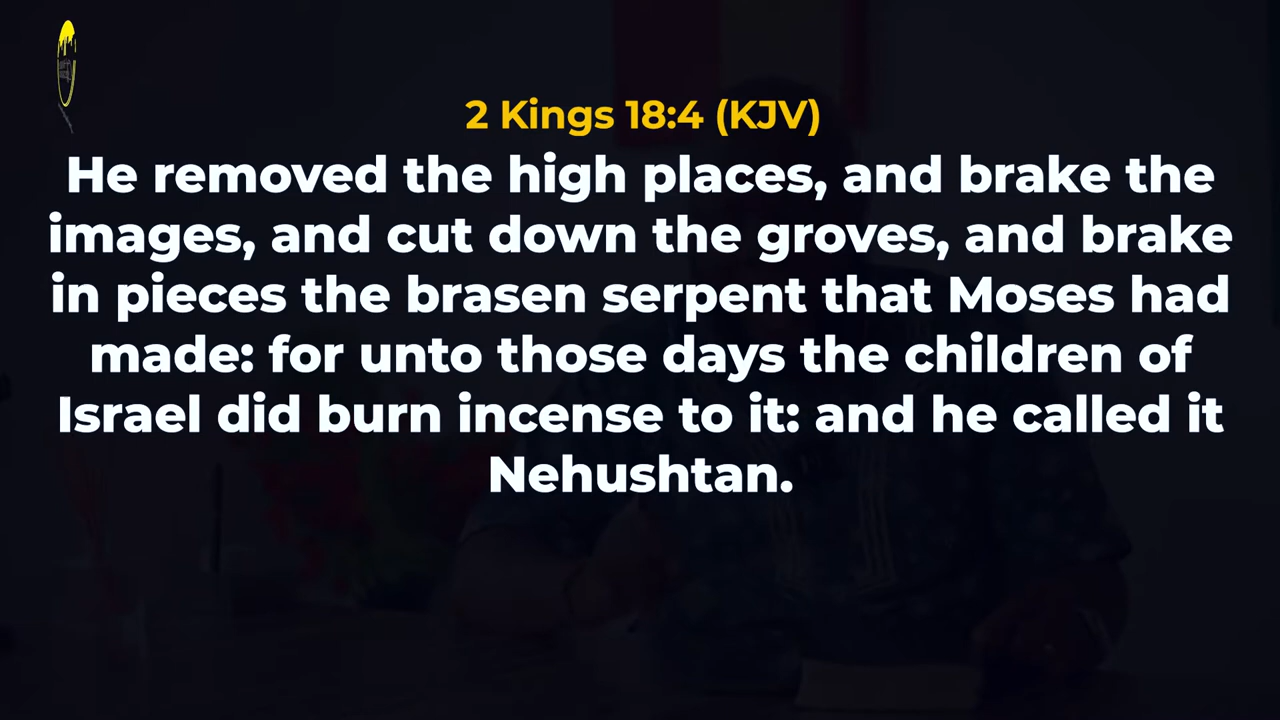 2 Kings 18:4 (KJV)
He removed the high places, and brake the
images, and cut down the groves, and brake
in pieces the brasen serpent that Moses had
made: for unto those days the children of
Israel did burn incense to it: and he called it
Nehushtan.